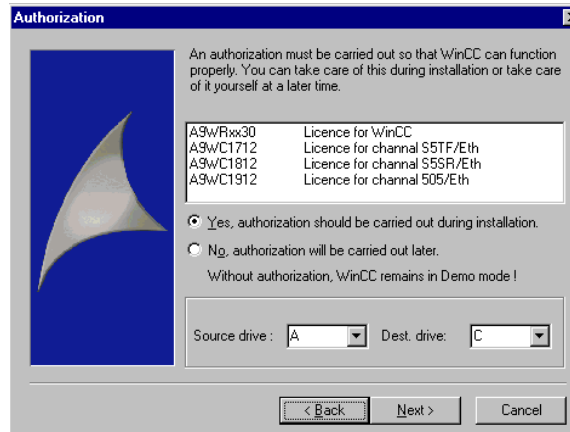 Authorization
An authorization must be carried out so that WinCC can function
properly. You can take care of this during installation or take care
of it yourself at a later time.
A9WRxx30 Licence for WinCC
A9WC1712 Licence for channel S5TF/Eth
A9WC1812 Licence for channel S5SR/Eth
A9WC1912 Licence for channel 505/Eth
Yes, authorization should be carried out during installation.
No, authorization will be carried out later.
Without authorization, WinCC remains in Demo mode !
Source drive : A Dest. drive: C
< Back Next > Cancel